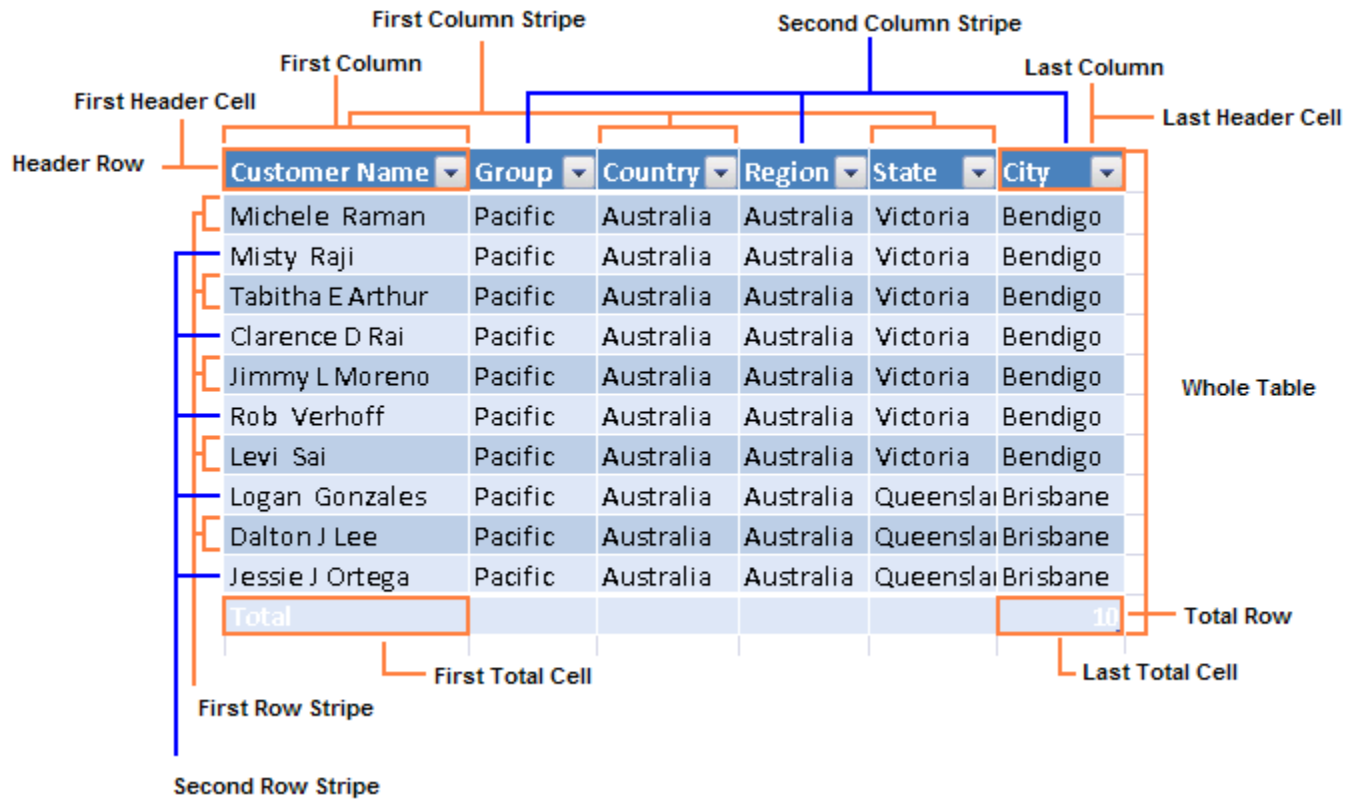 First Column Stripe
Second Column Stripe
First Column
Last Column
First Header Cell
Last Header Cell
Header Row
Customer Name Group Country Region State City
Michele Raman Pacific Australia Australia Victoria Bendigo
Misty Raji Pacific Australia Australia Victoria Bendigo
Tabitha E Arthur Pacific Australia Australia Victoria Bendigo
Clarence D Rai Pacific Australia Australia Victoria Bendigo
Jimmy L Moreno Pacific Australia Australia Victoria Bendigo
Whole Table
Rob Verhoff Pacific Australia Australia Victoria Bendigo
Levi Sai Pacific Australia Australia Victoria Bendigo
Logan Gonzales Pacific Australia Australia Queenslan Brisbane
Dalton J Lee Pacific Australia Australia Queenslan Brisbane
Jessie J Ortega Pacific Australia Australia Queenslan Brisbane
Total 10
Total Row
First Total Cell
Last Total Cell
First Row Stripe
Second Row Stripe